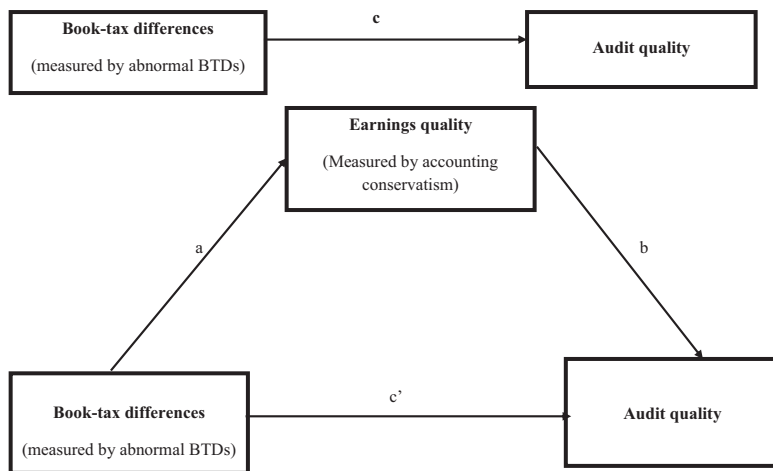 Book-tax differences
(measured by abnormal BTDs)
c
Audit quality
Earnings quality
(Measured by accounting
conservatism)
a
b
Book-tax differences
(measured by abnormal BTDs)
c’
Audit quality